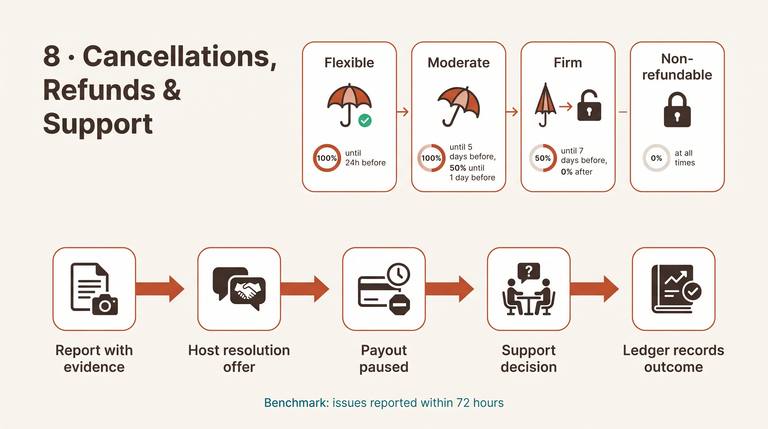 8 · Cancellations,
Refunds &
Support
Flexible
100%
until
24h before
Moderate
100%
until 5
days before,
50% until
1 day before
Firm
50%
until 7
days before,
0% after
Non-
refundable
0%
at all
times
Report with
evidence
Host resolution
offer
Payout
paused
?
Support
decision
Ledger records
outcome
Benchmark: issues reported within 72 hours